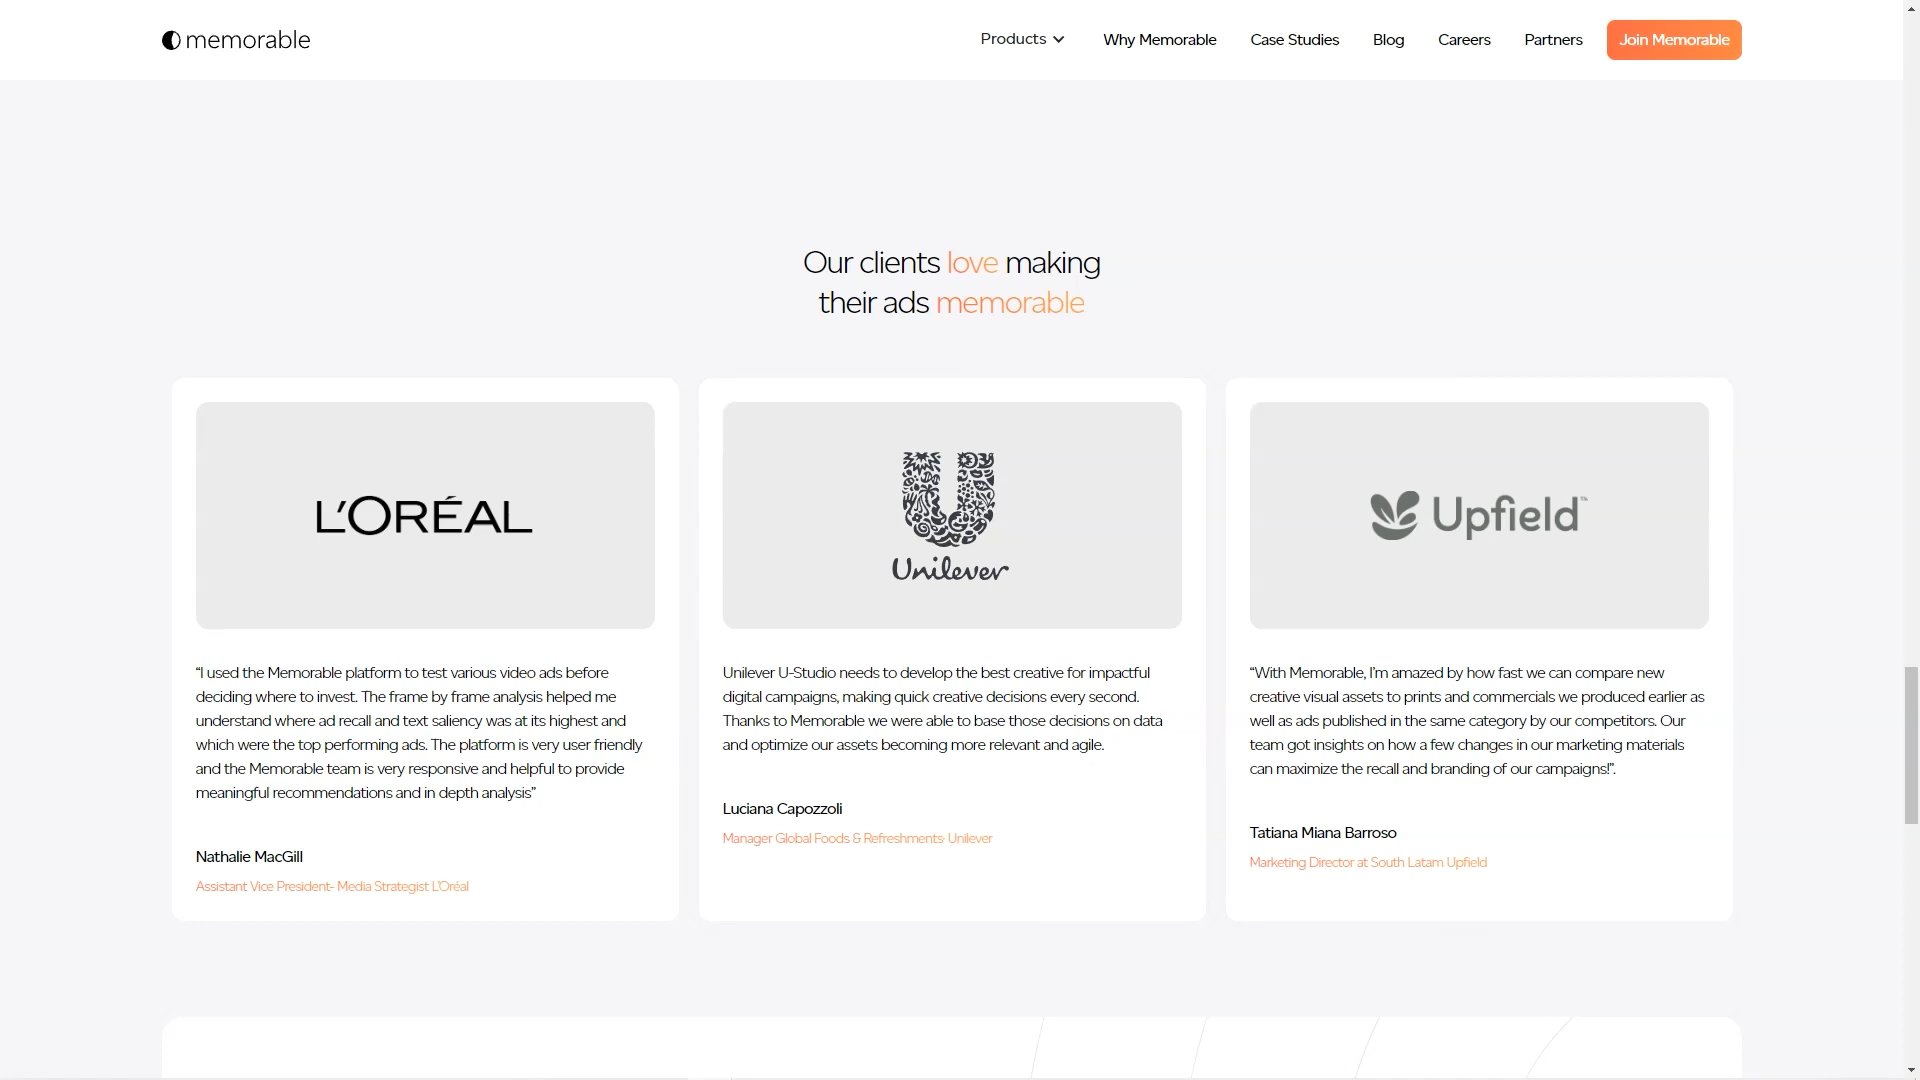 memorable
Products
Why Memorable
Case Studies
Blog
Careers
Partners
Join Memorable
Our clients love making
their ads memorable
L'ORÉAL
“I used the Memorable platform to test various video ads before
deciding where to invest. The frame by frame analysis helped me
understand where ad recall and text saliency was at its highest and
which were the top performing ads. The platform is very user friendly
and the Memorable team is very responsive and helpful to provide
meaningful recommendations and in depth analysis”
Nathalie MacGill
Assistant Vice President- Media Strategist L'Oréal
Unilever
Unilever U-Studio needs to develop the best creative for impactful
digital campaigns, making quick creative decisions every second.
Thanks to Memorable we were able to base those decisions on data
and optimize our assets becoming more relevant and agile.
Luciana Capozzoli
Manager Global Foods & Refreshments· Unilever
Upfield™
“With Memorable, I'm amazed by how fast we can compare new
creative visual assets to prints and commercials we produced earlier as
well as ads published in the same category by our competitors. Our
team got insights on how a few changes in our marketing materials
can maximize the recall and branding of our campaigns!”.
Tatiana Miana Barroso
Marketing Director at South Latam Upfield